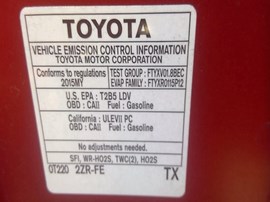 TOYOTA
VEHICLE EMISSION CONTROL INFORMATION
TOYOTA MOTOR CORPORATION
Conforms to regulations TEST GROUP : FTYXV01.8BEC
2015MY EVAP FAMILY : FTYXR0115P12
U.S. EPA : T2B5 LDV
OBD : CAII Fuel : Gasoline
California : ULEVII PC
OBD : CAII Fuel : Gasoline
No adjustments needed.
SFI, WR-HO2S, TWC(2), HO2S
0T220 2ZR-FE TX